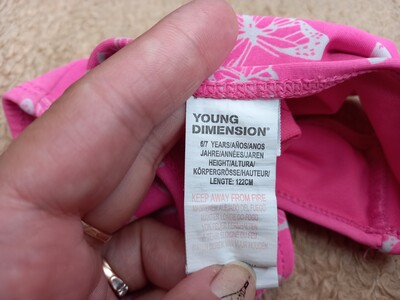 YOUNG
DIMENSION®
6/7 YEARS/AÑOS/ANOS
JAHRE/ANNÉES/JAREN
HEIGHT/ALTURA/
KÖRPERGRÖSSE/HAUTEUR/
LENGTE: 122CM
KEEP AWAY FROM FIRE